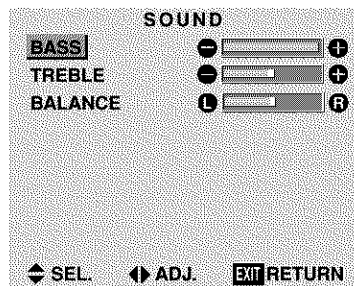 SOUND
BASS - +
TREBLE - +
BALANCE L R
SEL. ADJ. EXIT RETURN